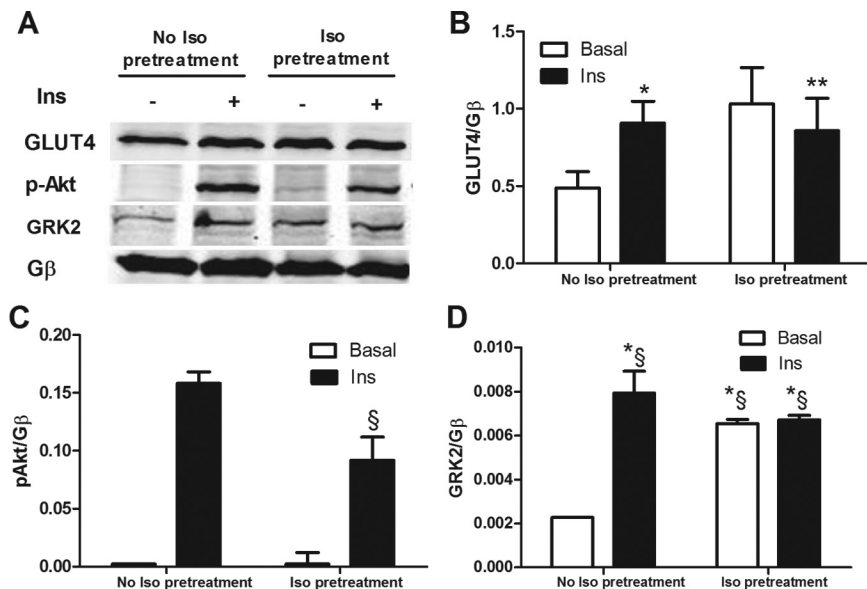 A
No Iso pretreatment
Iso pretreatment
Ins - + - +
GLUT4
p-Akt
GRK2
Gβ
B
Basal
Ins
GLUT4/Gβ
1.5
1.0
0.5
0.0
*
**
No Iso pretreatment
Iso pretreatment
C
Basal
Ins
pAkt/Gβ
0.20
0.15
0.10
0.05
0.00
§
No Iso pretreatment
Iso pretreatment
D
Basal
Ins
GRK2/Gβ
0.010
0.008
0.006
0.004
0.002
0.000
*§
*§
*§
No Iso pretreatment
Iso pretreatment